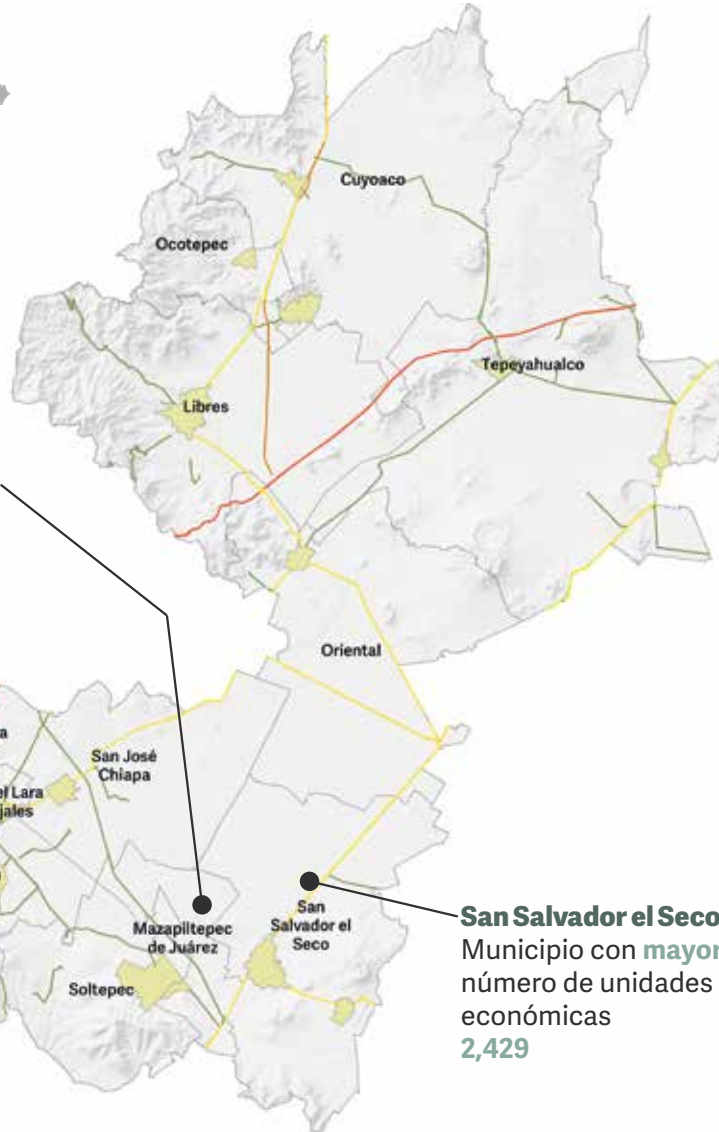 Cuyoaco
Ocotepec
Tepeyahualco
Libres
Oriental
San José
Chiapa
el Lara
jales
San
Salvador el
Seco
Mazapiltepec
de Juárez
Soltepec
San Salvador el Seco
Municipio con mayor
número de unidades
económicas
2,429